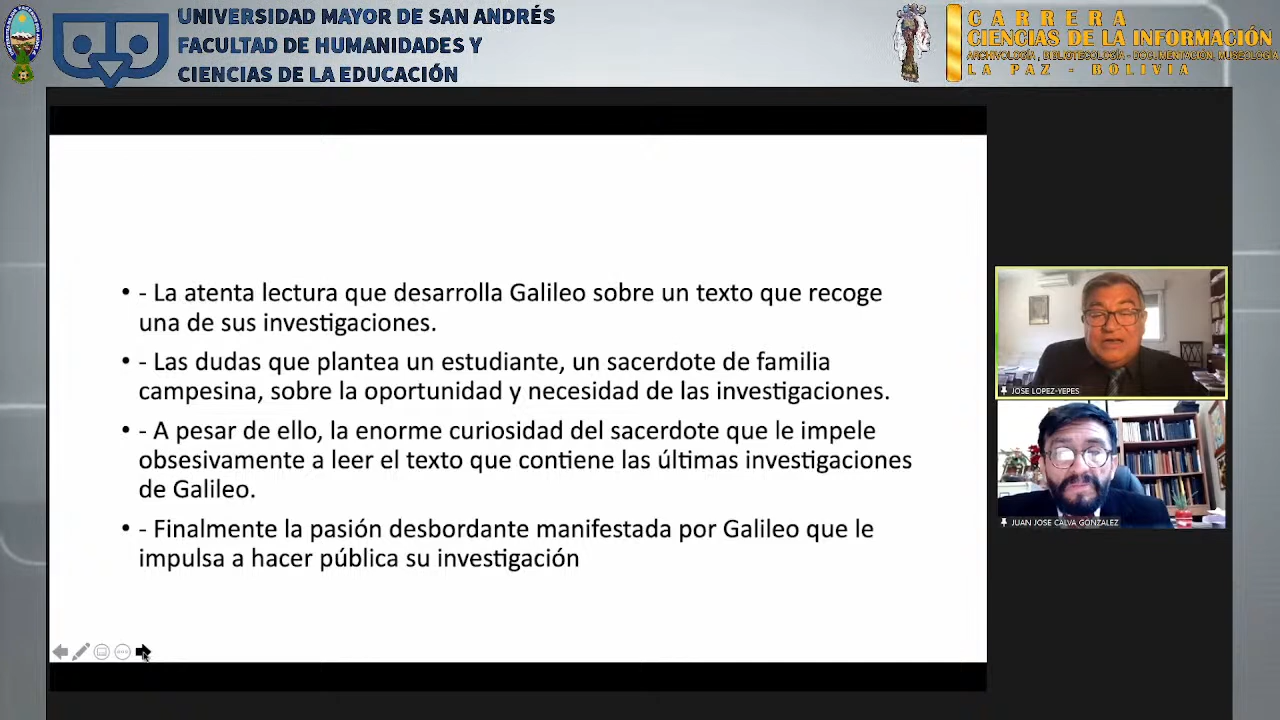 UNIVERSIDAD MAYOR DE SAN ANDRÉS
FACULTAD DE HUMANIDADES Y
CIENCIAS DE LA EDUCACIÓN
CARRERA
CIENCIAS DE LA INFORMACIÓN
ARCHIVOLOGÍA, BIBLIOTECOLOGÍA - DOCUMENTACIÓN, MUSEOLOGÍA
LA PAZ - BOLIVIA
• - La atenta lectura que desarrolla Galileo sobre un texto que recoge
una de sus investigaciones.
• - Las dudas que plantea un estudiante, un sacerdote de familia
campesina, sobre la oportunidad y necesidad de las investigaciones.
• - A pesar de ello, la enorme curiosidad del sacerdote que le impele
obsesivamente a leer el texto que contiene las últimas investigaciones
de Galileo.
• - Finalmente la pasión desbordante manifestada por Galileo que le
impulsa a hacer pública su investigación
JOSE LOPEZ-YEPES
JUAN JOSE CALVA GONZALEZ